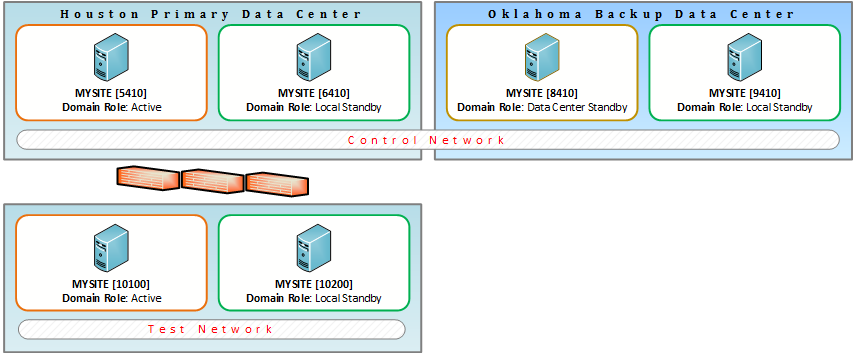 Houston Primary Data Center
Oklahoma Backup Data Center
MYSITE [5410]
Domain Role: Active
MYSITE [6410]
Domain Role: Local Standby
MYSITE [8410]
Domain Role: Data Center Standby
MYSITE [9410]
Domain Role: Local Standby
Control Network
MYSITE [10100]
Domain Role: Active
MYSITE [10200]
Domain Role: Local Standby
Test Network